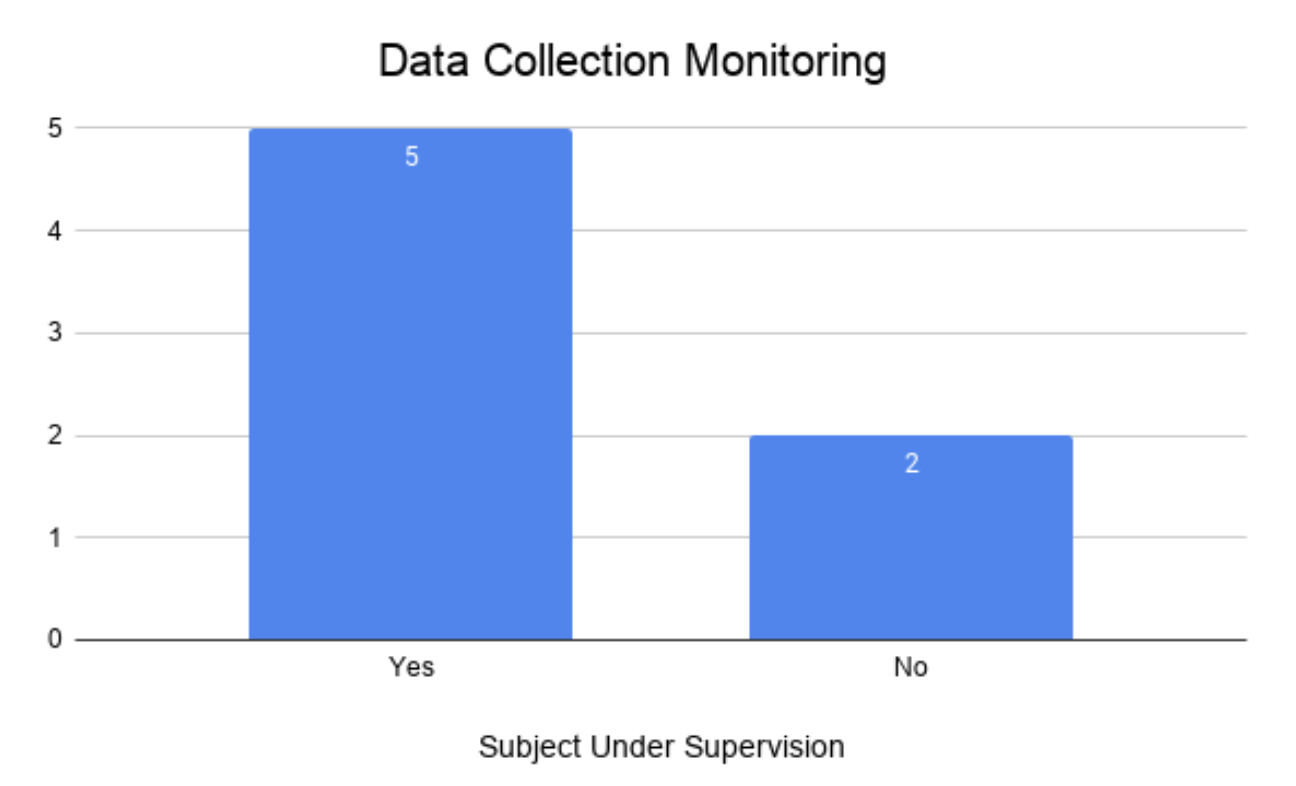 Data Collection Monitoring
5
5
4
3
2
2
1
0
Yes No
Subject Under Supervision